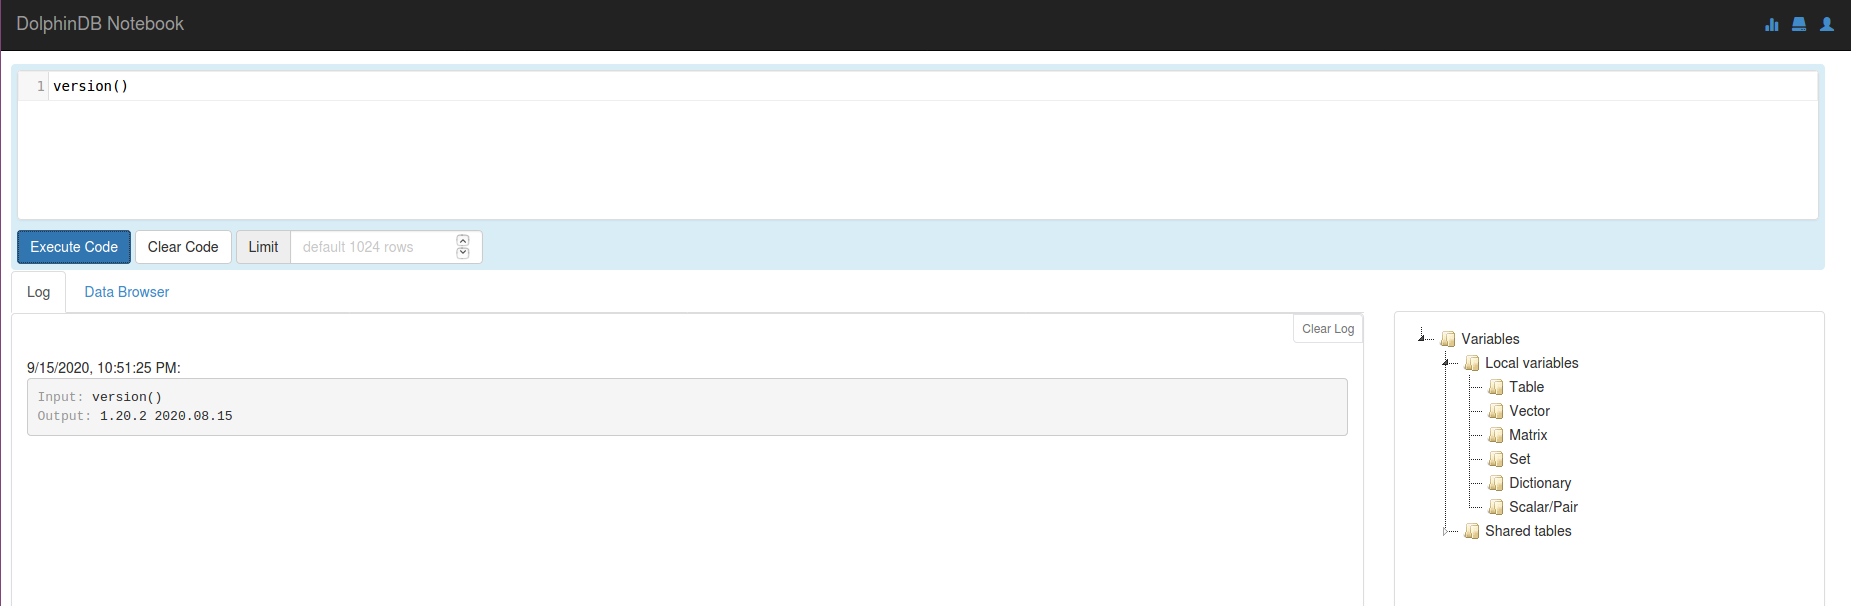 DolphinDB Notebook
1 version()
Execute Code Clear Code Limit default 1024 rows
Log Data Browser
Clear Log
9/15/2020, 10:51:25 PM:
Input: version()
Output: 1.20.2 2020.08.15
Variables
Local variables
Table
Vector
Matrix
Set
Dictionary
Scalar/Pair
Shared tables